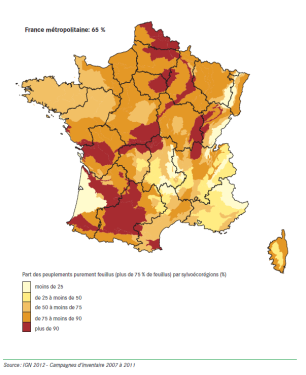 France métropolitaine: 65 %
Part des peuplements purement feuillus (plus de 75 % de feuillus) par sylvoécorégions (%)
moins de 25
de 25 à moins de 50
de 50 à moins de 75
de 75 à moins de 90
plus de 90
Source: IGN 2012 - Campagnes d'inventaire 2007 à 2011